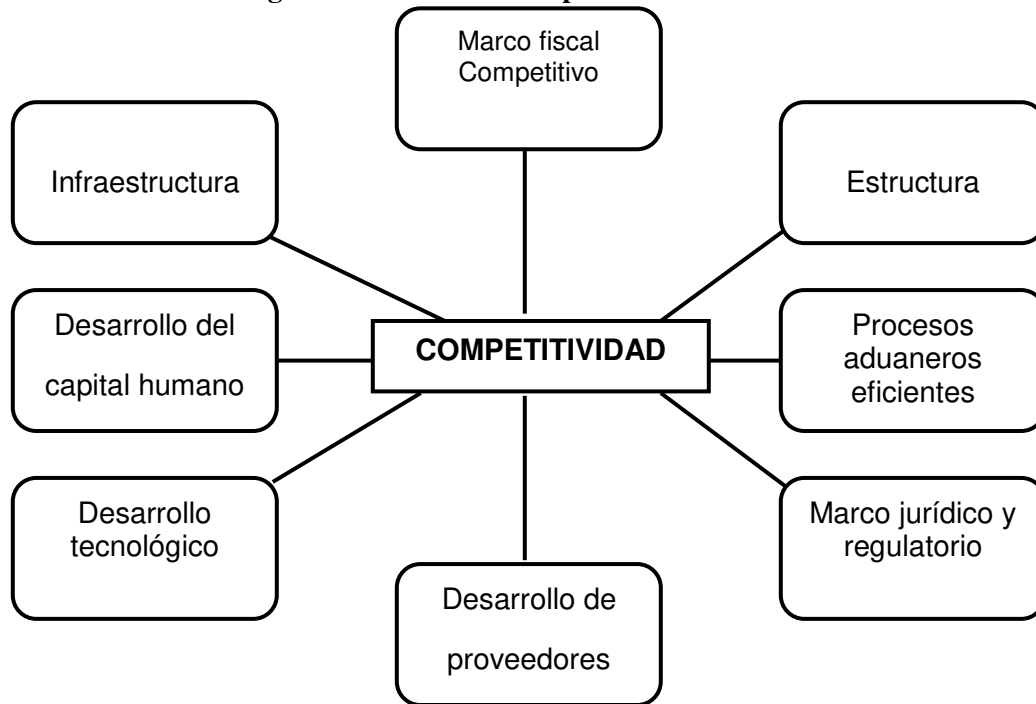 Marco fiscal
Competitivo
Infraestructura
Estructura
Desarrollo del
capital humano
COMPETITIVIDAD
Procesos
aduaneros
eficientes
Desarrollo
tecnológico
Marco jurídico y
regulatorio
Desarrollo de
proveedores